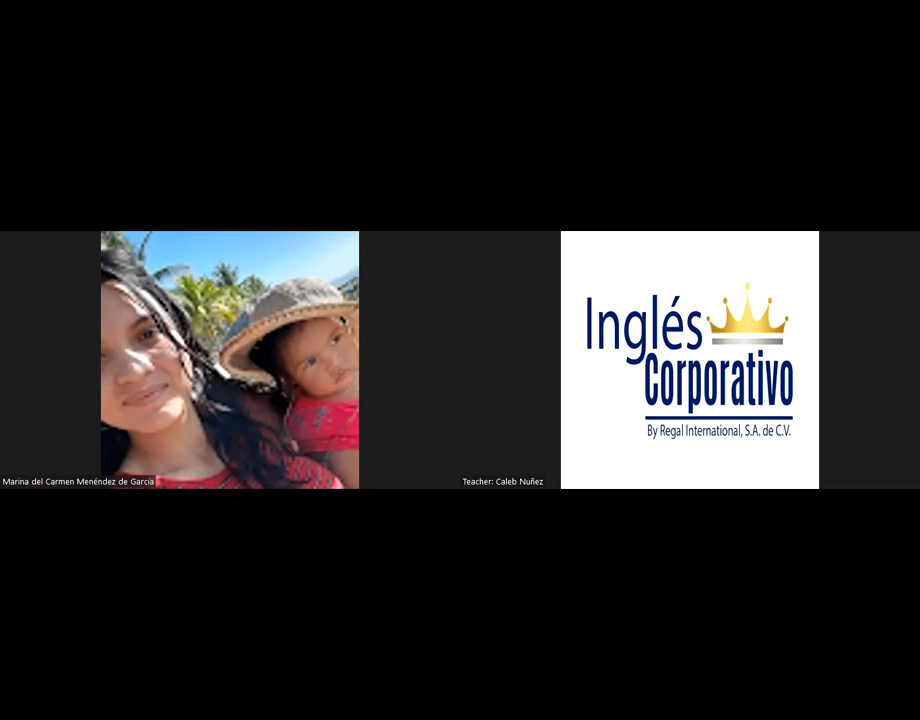 Inglés
Corporativo
By Regal International, S.A. de C.V.
Marina del Carmen Menéndez de García
Teacher: Caleb Nuñez